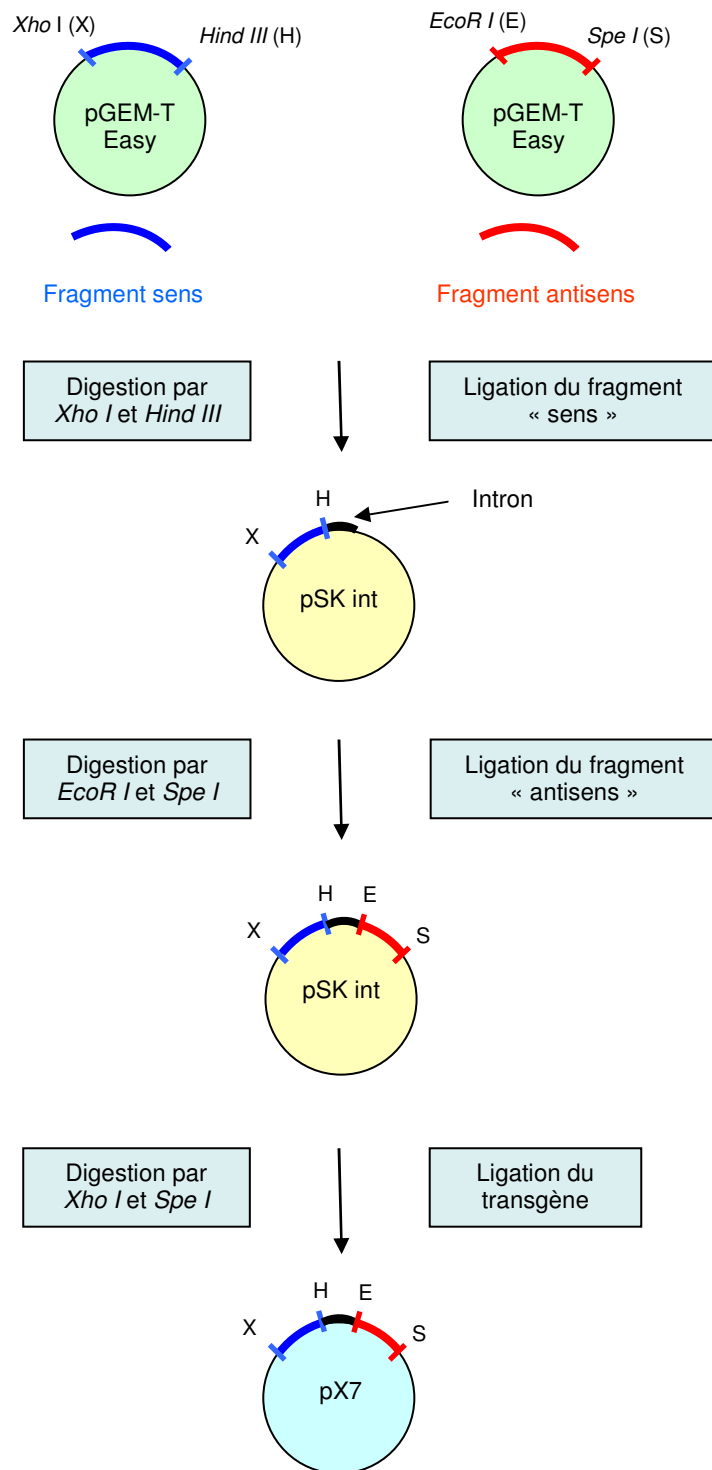 Xho I (X)
Hind III (H)
pGEM-T
Easy
EcoR I (E)
Spe I (S)
pGEM-T
Easy
Fragment sens
Fragment antisens
Digestion par
Xho I et Hind III
Ligation du fragment
« sens »
H
Intron
X
pSK int
Digestion par
EcoR I et Spe I
Ligation du fragment
« antisens »
H
E
X
S
pSK int
Digestion par
Xho I et Spe I
Ligation du
transgène
H
E
X
S
pX7